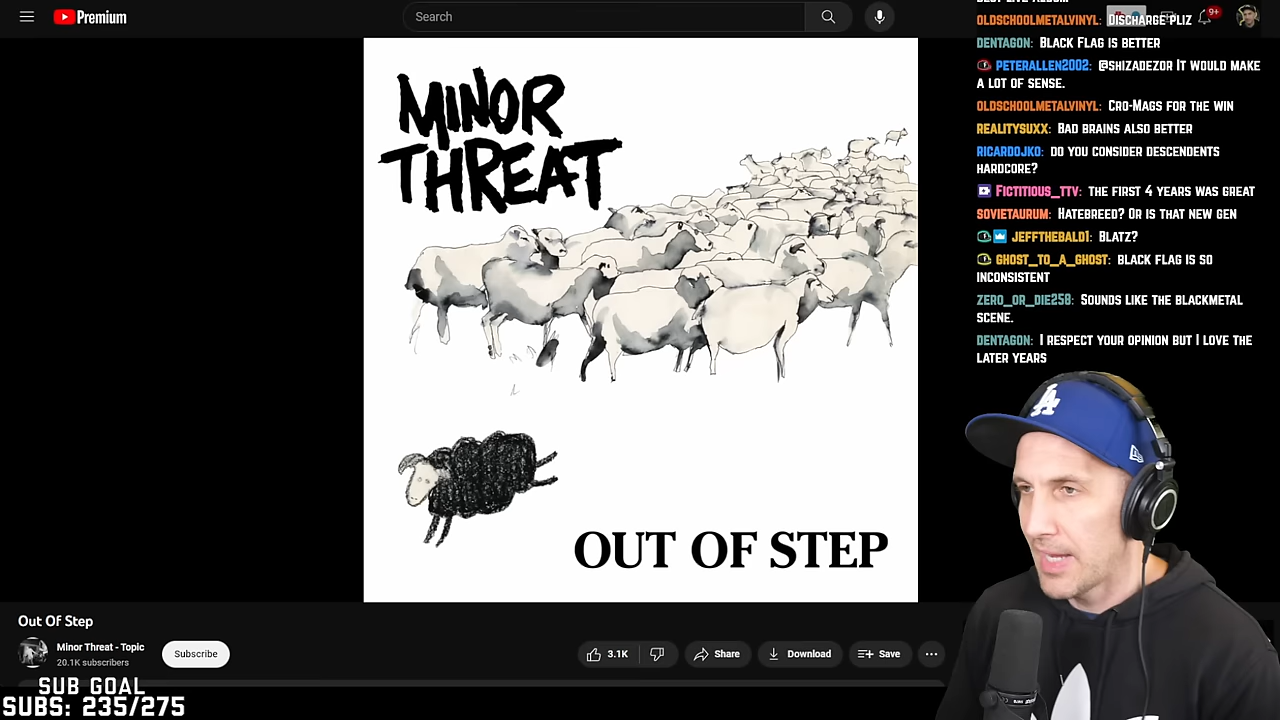 Premium
Search
9+
OLDSCHOOLMETALVINYL: DISCHARGE PLIZ
DENTAGON: BLACK FLAG IS BETTER
PETERALLEN2002: @SHIZADEZOR IT WOULD MAKE
A LOT OF SENSE.
OLDSCHOOLMETALVINYL: CRO-MAGS FOR THE WIN
REALITYSUXX: BAD BRAINS ALSO BETTER
RICARDOJKO: DO YOU CONSIDER DESCENDENTS
HARDCORE?
FICTITIOUS_TTV: THE FIRST 4 YEARS WAS GREAT
SOVIETAURUM: HATEBREED? OR IS THAT NEW GEN
JEFFTHEBALD1: BLATZ?
GHOST_TO_A_GHOST: BLACK FLAG IS SO
INCONSISTENT
ZERO_OR_DIE258: SOUNDS LIKE THE BLACKMETAL
SCENE.
DENTAGON: I RESPECT YOUR OPINION BUT I LOVE THE
LATER YEARS
MINOR
THREAT
OUT OF STEP
LA
Out Of Step
Minor Threat - Topic
20.1K subscribers
Subscribe
3.1K
Share
Download
Save
SUB GOAL
SUBS: 235/275